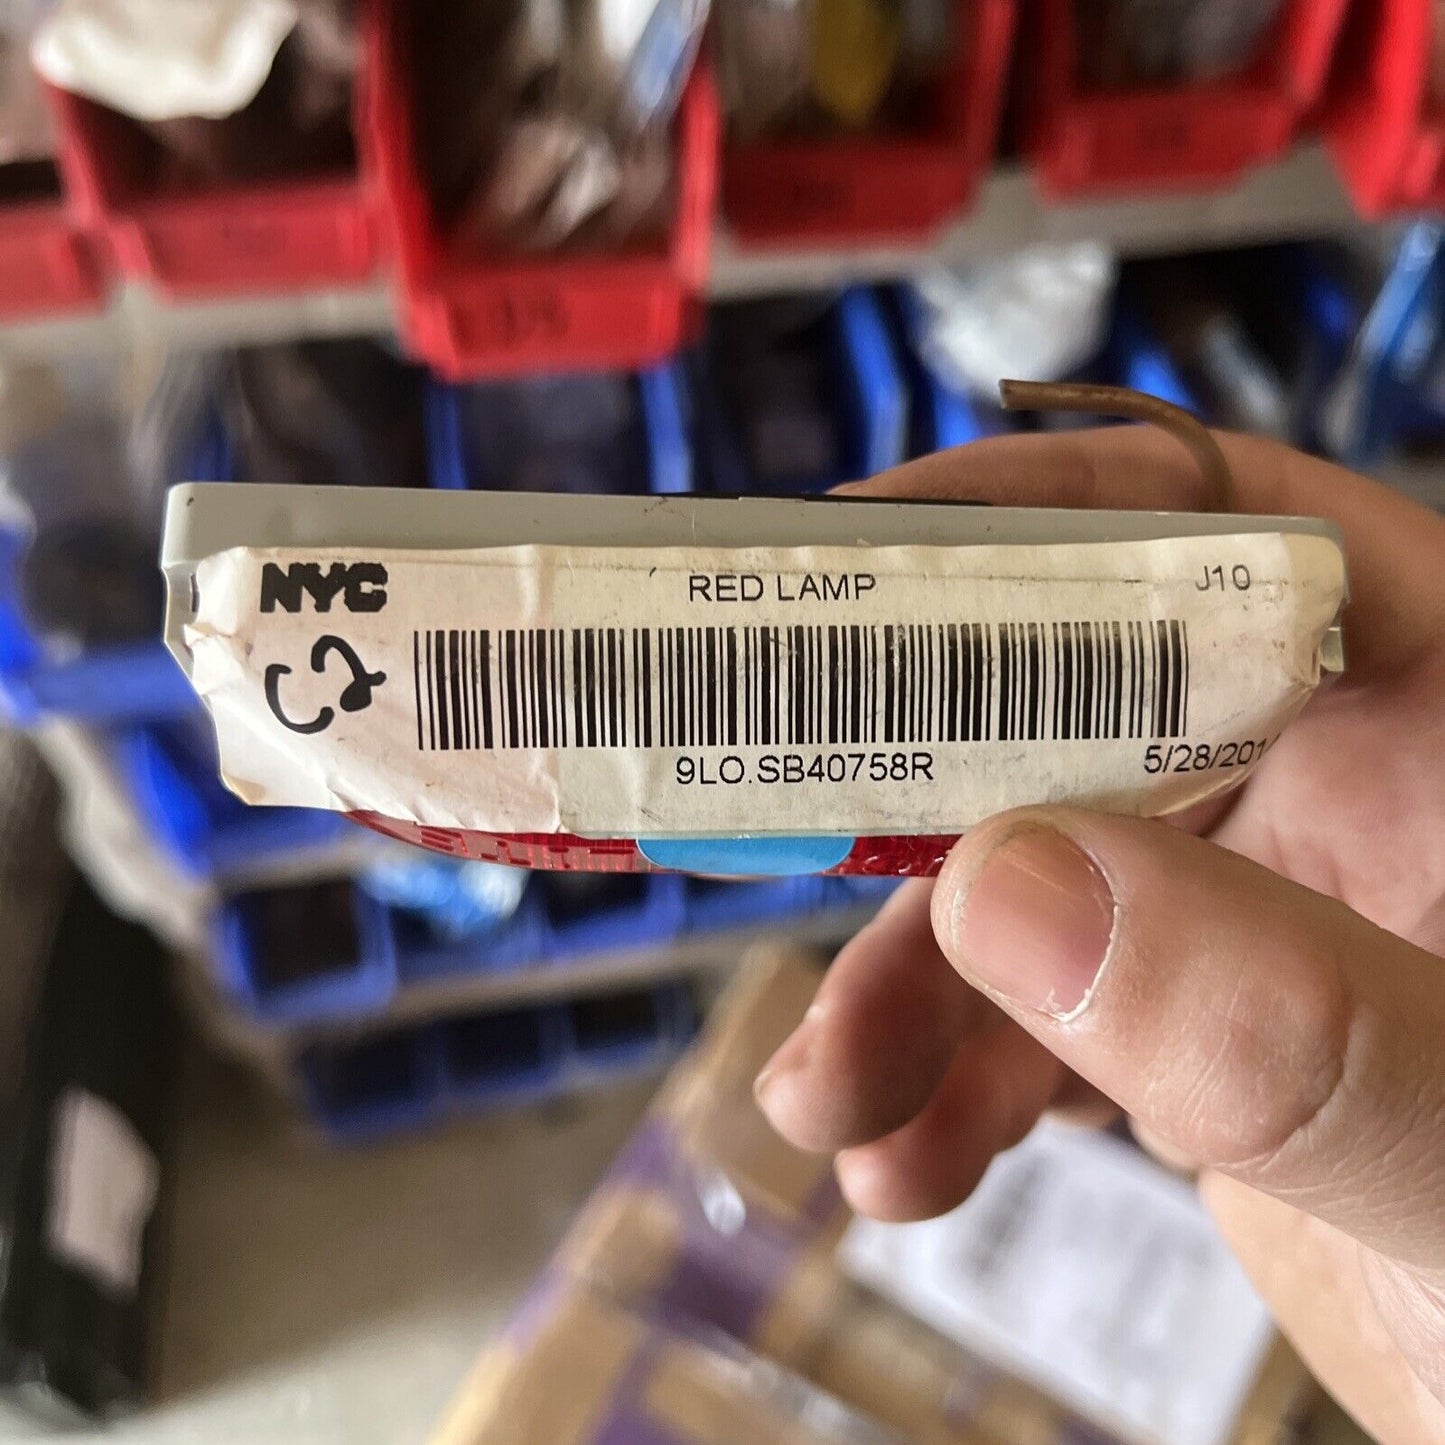 NYC RED LAMP J10
C2
9LO.SB40758R 5/28/201